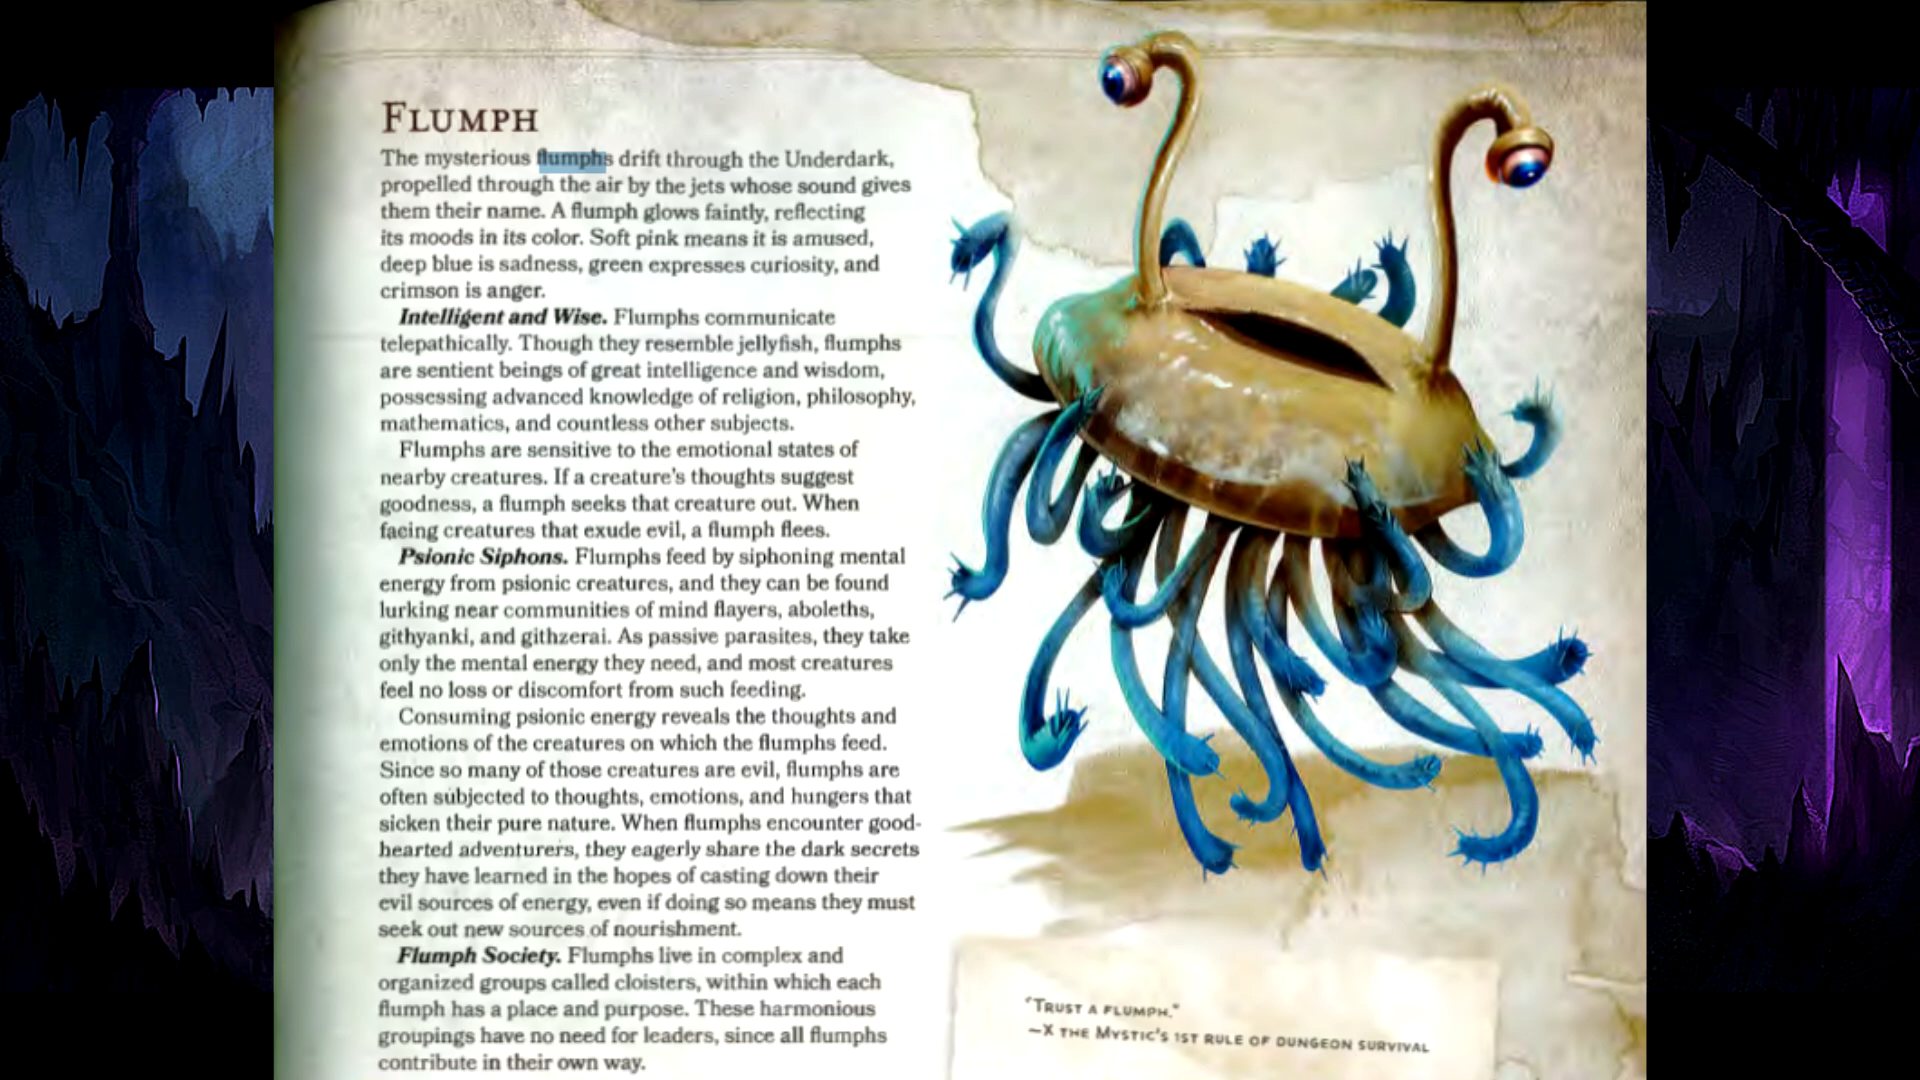 FLUMPH
The mysterious flumphs drift through the Underdark,
propelled through the air by the jets whose sound gives
them their name. A flumph glows faintly, reflecting
its moods in its color. Soft pink means it is amused,
deep blue is sadness, green expresses curiosity, and
crimson is anger.
Intelligent and Wise. Flumphs communicate
telepathically. Though they resemble jellyfish, flumphs
are sentient beings of great intelligence and wisdom,
possessing advanced knowledge of religion, philosophy,
mathematics, and countless other subjects.
Flumphs are sensitive to the emotional states of
nearby creatures. If a creature's thoughts suggest
goodness, a flumph seeks that creature out. When
facing creatures that exude evil, a flumph flees.
Psionic Siphons. Flumphs feed by siphoning mental
energy from psionic creatures, and they can be found
lurking near communities of mind flayers, aboleths,
githyanki, and githzerai. As passive parasites, they take
only the mental energy they need, and most creatures
feel no loss or discomfort from such feeding.
Consuming psionic energy reveals the thoughts and
emotions of the creatures on which the flumphs feed.
Since so many of those creatures are evil, flumphs are
often subjected to thoughts, emotions, and hungers that
sicken their pure nature. When flumphs encounter good-
hearted adventurers, they eagerly share the dark secrets
they have learned in the hopes of casting down their
evil sources of energy, even if doing so means they must
seek out new sources of nourishment.
Flumph Society. Flumphs live in complex and
organized groups called cloisters, within which each
flumph has a place and purpose. These harmonious
groupings have no need for leaders, since all flumphs
contribute in their own way.
"TRUST A FLUMPH."
—X THE MYSTIC'S 1ST RULE OF DUNGEON SURVIVAL